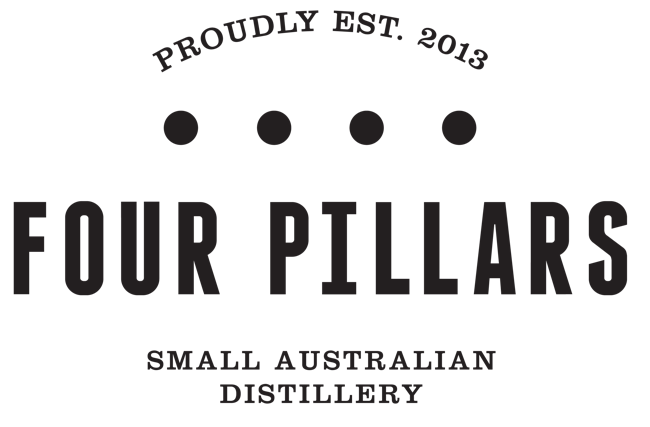 PROUDLY EST. 2013
FOUR PILLARS
SMALL AUSTRALIAN
DISTILLERY